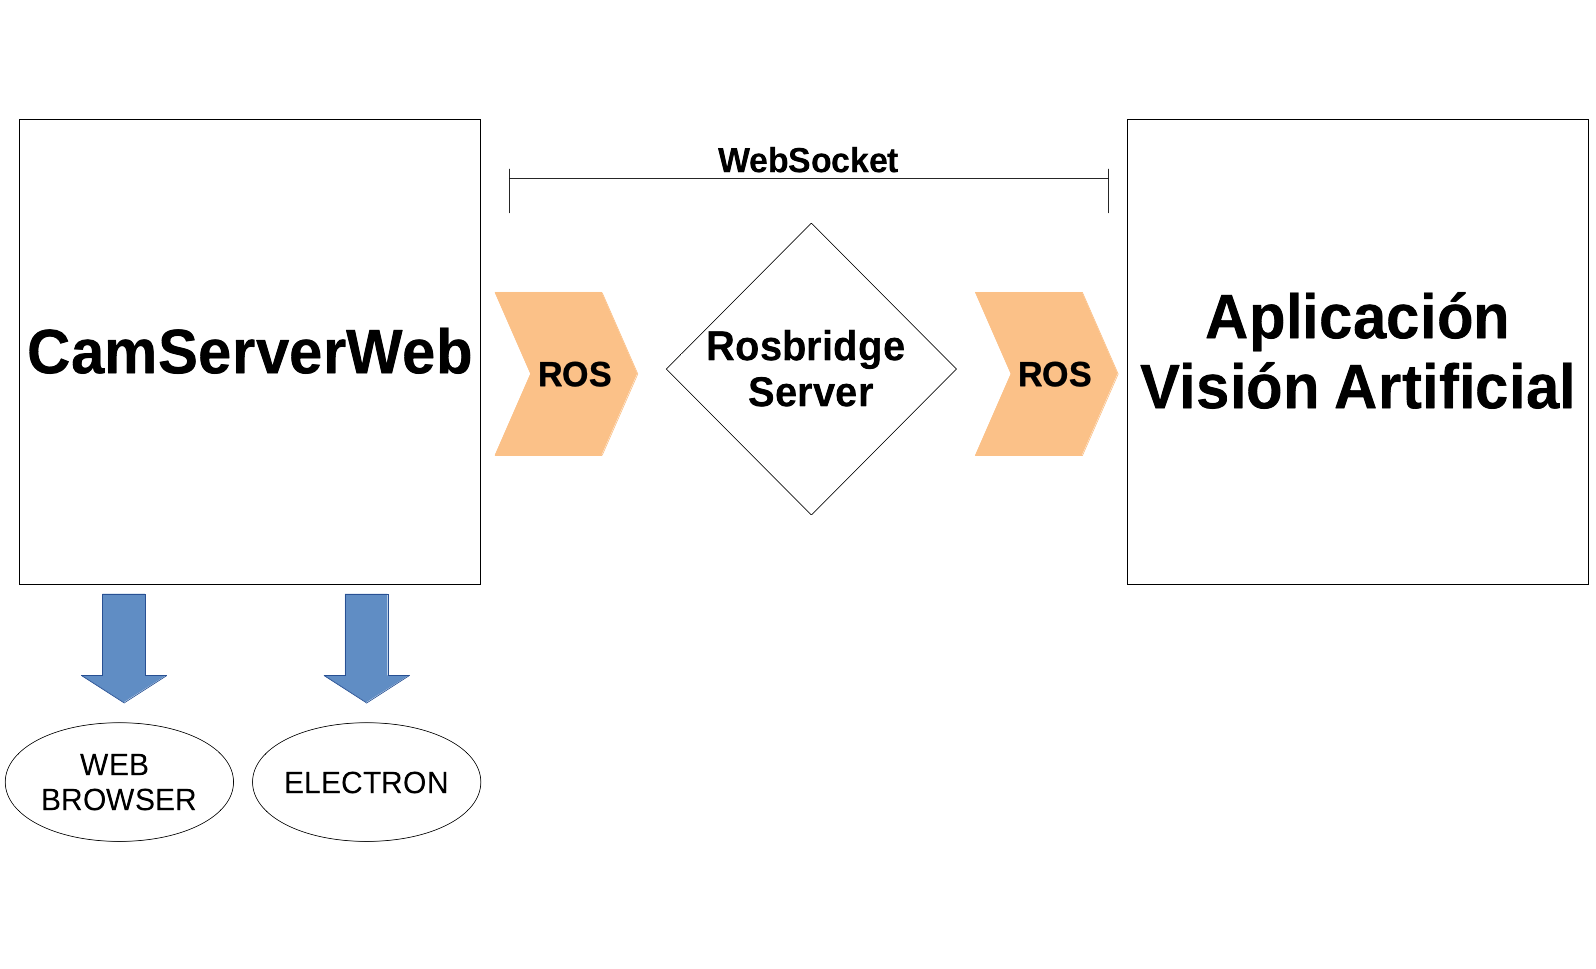 WebSocket
CamServerWeb
ROS
Rosbridge
Server
ROS
Aplicación
Visión Artificial
WEB
BROWSER
ELECTRON